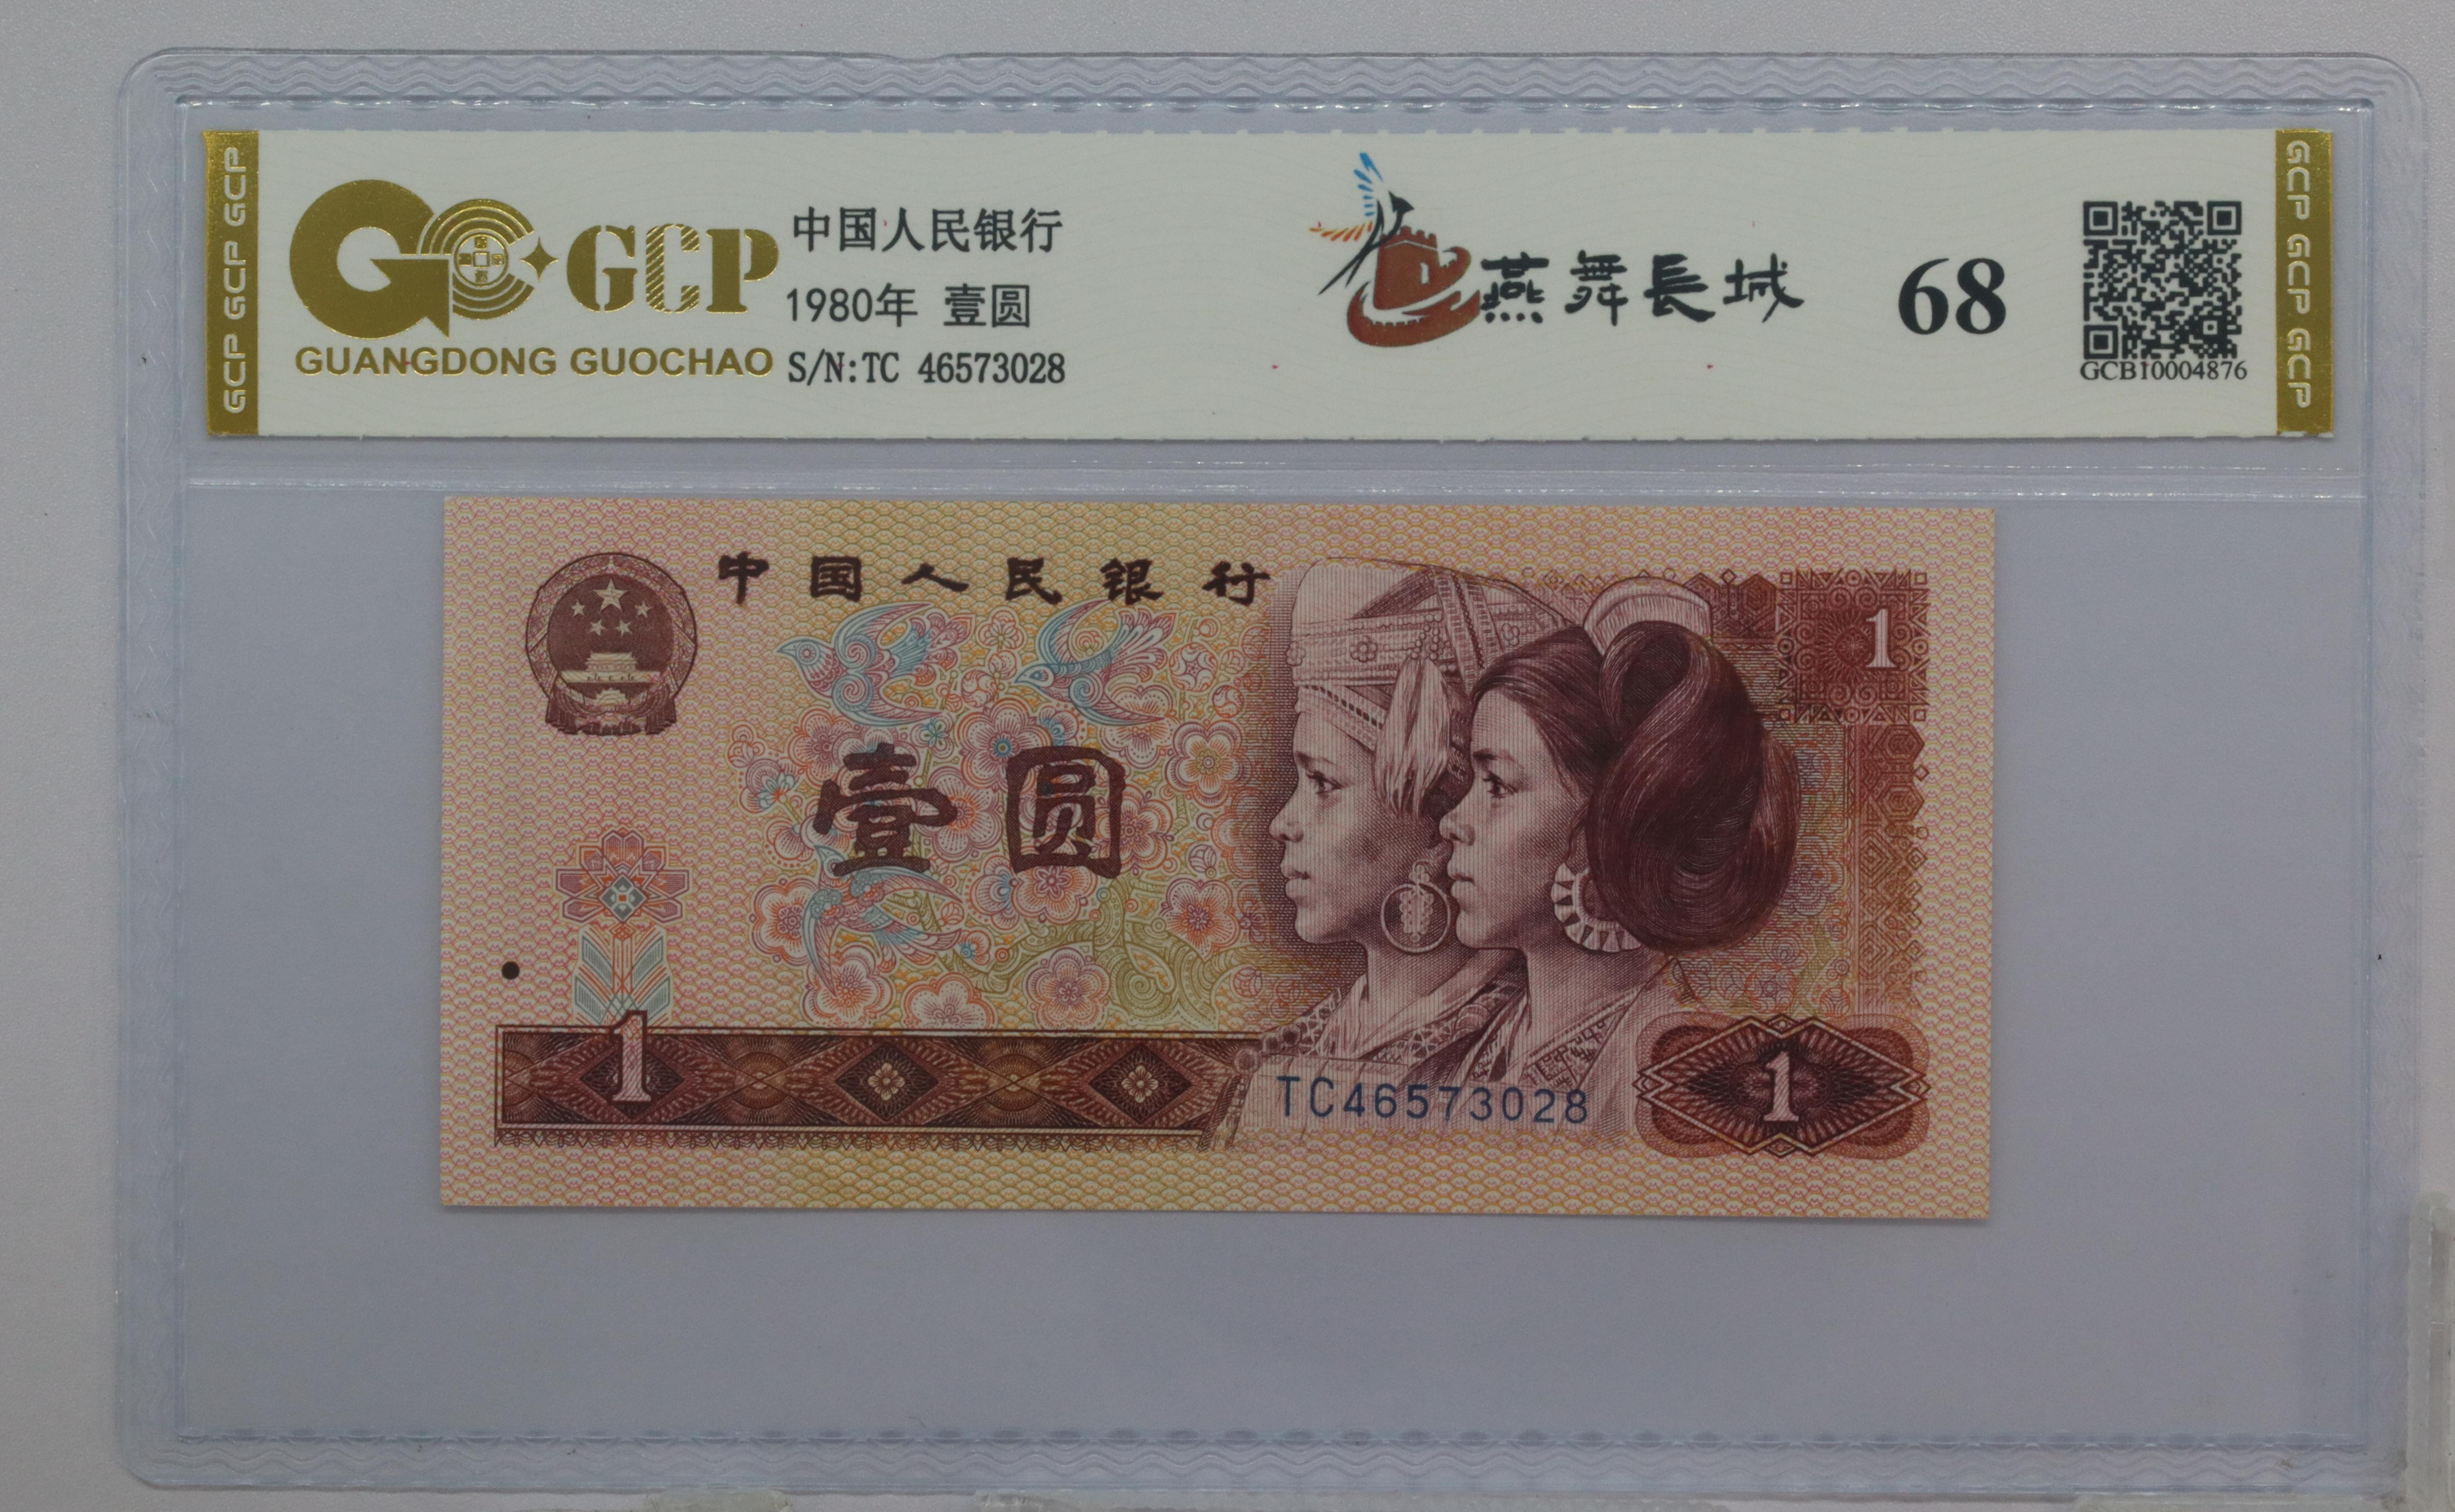 GCP GCP GCP
GCP
中国人民银行
1980年 壹圆
GUANGDONG GUOCHAO
S/N:TC 46573028
燕舞長城
68
GCB10004876
GCP GCP GCP
中国人民银行
1
壹圆
1
TC46573028
1